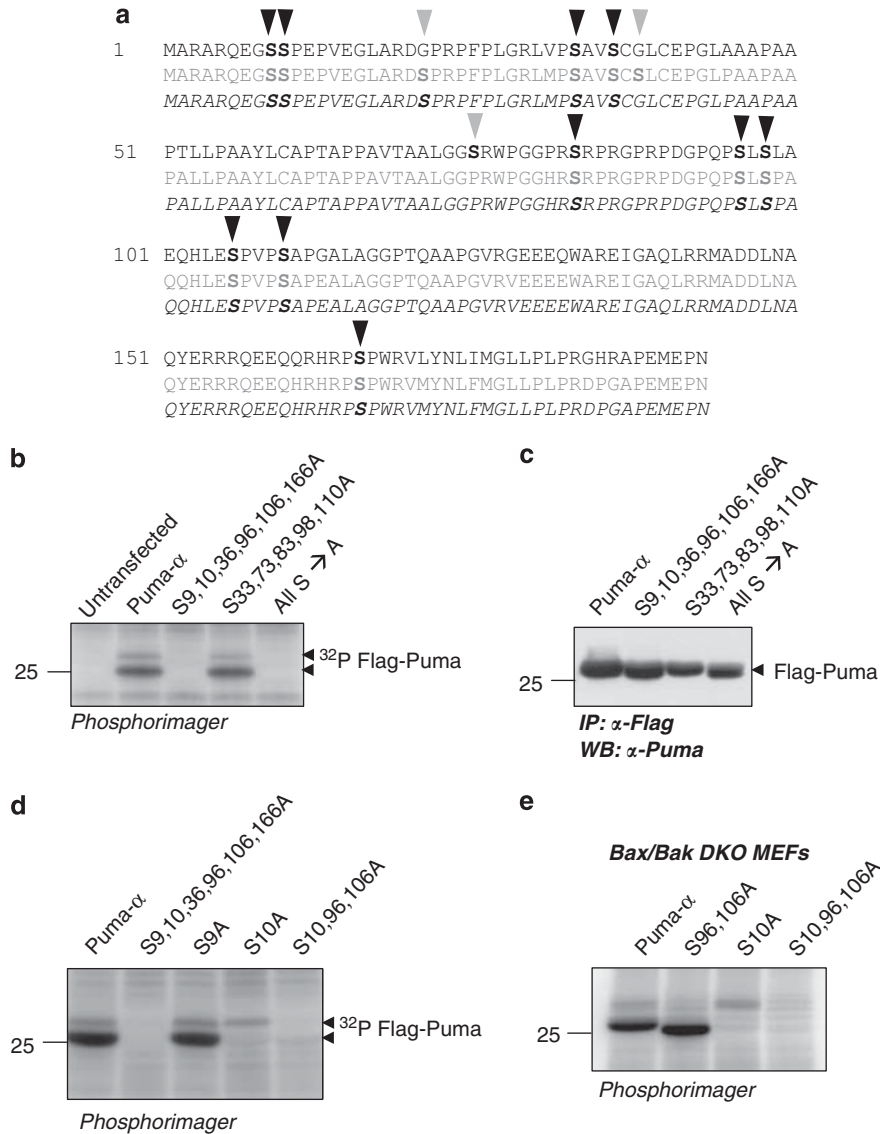 a
1 MARARQEGSSPEPVEGLARDGPRPFPLGRLVPSAVSCGLCEPGLAAAPAA
MARARQEGSSPEPVEGLARDSPRPFPLGRLMPSAVSCSLCEPGLPAAPAA
MARARQEGSSPEPVEGLARDSPRPFPLGRLMPSAVSCGLCEPGLPAAPAA
51 PTLLPAAYLCAPTAPPAVTAALGGSRWPGGPRSRPRGPRPDGPQPSLSLA
PALLPAAYLCAPTAPPAVTAALGGPRWPGGHRSRPRGPRPDGPQPSLSPA
PALLPAAYLCAPTAPPAVTAALGGPRWPGGHRSRPRGPRPDGPQPSLSPA
101 EQHLESPVPSAPGALAGGPTQAAPGVRGEEEQWAREIGAQLRRMADDLNA
QQHLESPVPSAPEALAGGPTQAAPGVRVEEEEWAREIGAQLRRMADDLNA
QQHLESPVPSAPEALAGGPTQAAPGVRVEEEEWAREIGAQLRRMADDLNA
151 QYERRRQEEQQRHRPSPWRVLYNLIMGLLPLPRGHRAPEMEPN
QYERRRQEEQHRHRPSPWRVMYNLFMGLLPLPRDPGAPEMEPN
QYERRRQEEQHRHRPSPWRVMYNLFMGLLPLPRDPGAPEMEPN
b
Untransfected
Puma-α
S9,10,36,96,106,166A
S33,73,83,98,110A
All S → A
25
³²P Flag-Puma
Phosphorimager
c
Puma-α
S9,10,36,96,106,166A
S33,73,83,98,110A
All S → A
25
Flag-Puma
IP: α-Flag
WB: α-Puma
d
Puma-α
S9,10,36,96,106,166A
S9A
S10A
S10,96,106A
25
³²P Flag-Puma
Phosphorimager
e
Bax/Bak DKO MEFs
Puma-α
S96,106A
S10A
S10,96,106A
25
Phosphorimager